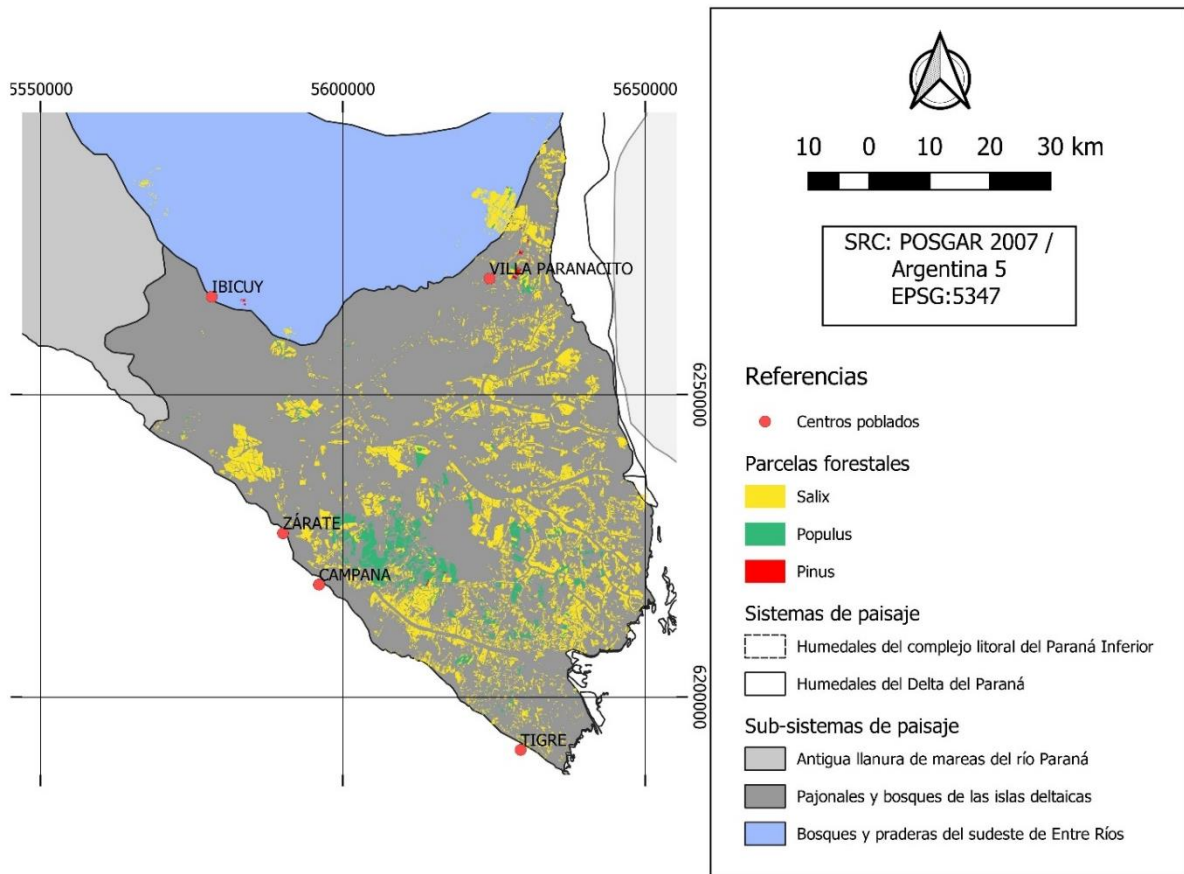 5550000
5600000
5650000
10 0 10 20 30 km
SRC: POSGAR 2007 /
Argentina 5
EPSG:5347
VILLA PARANACITO
IBICUY
6250000
ZÁRATE
CAMPANA
6200000
TIGRE
Referencias
Centros poblados
Parcelas forestales
Salix
Populus
Pinus
Sistemas de paisaje
Humedales del complejo litoral del Paraná Inferior
Humedales del Delta del Paraná
Sub-sistemas de paisaje
Antigua llanura de mareas del río Paraná
Pajonales y bosques de las islas deltaicas
Bosques y praderas del sudeste de Entre Ríos